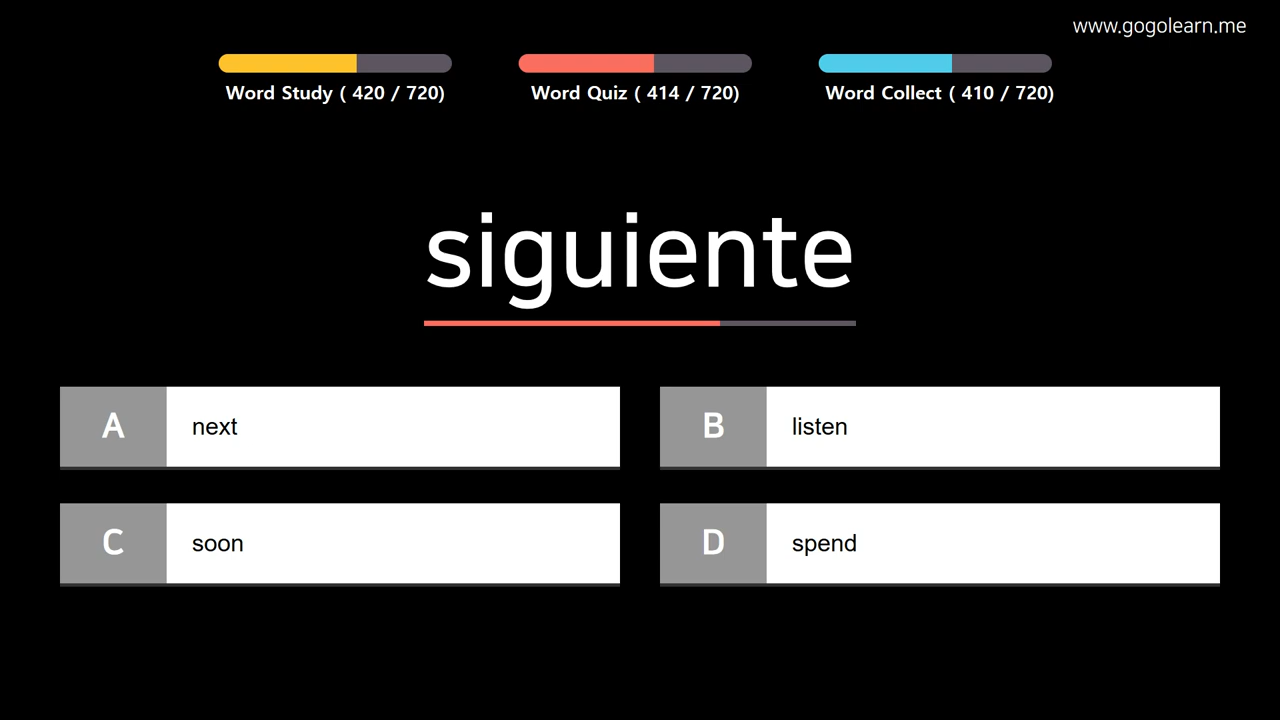 www.gogolearn.me
Word Study ( 420 / 720)
Word Quiz ( 414 / 720)
Word Collect ( 410 / 720)
siguiente
A next
B listen
C soon
D spend